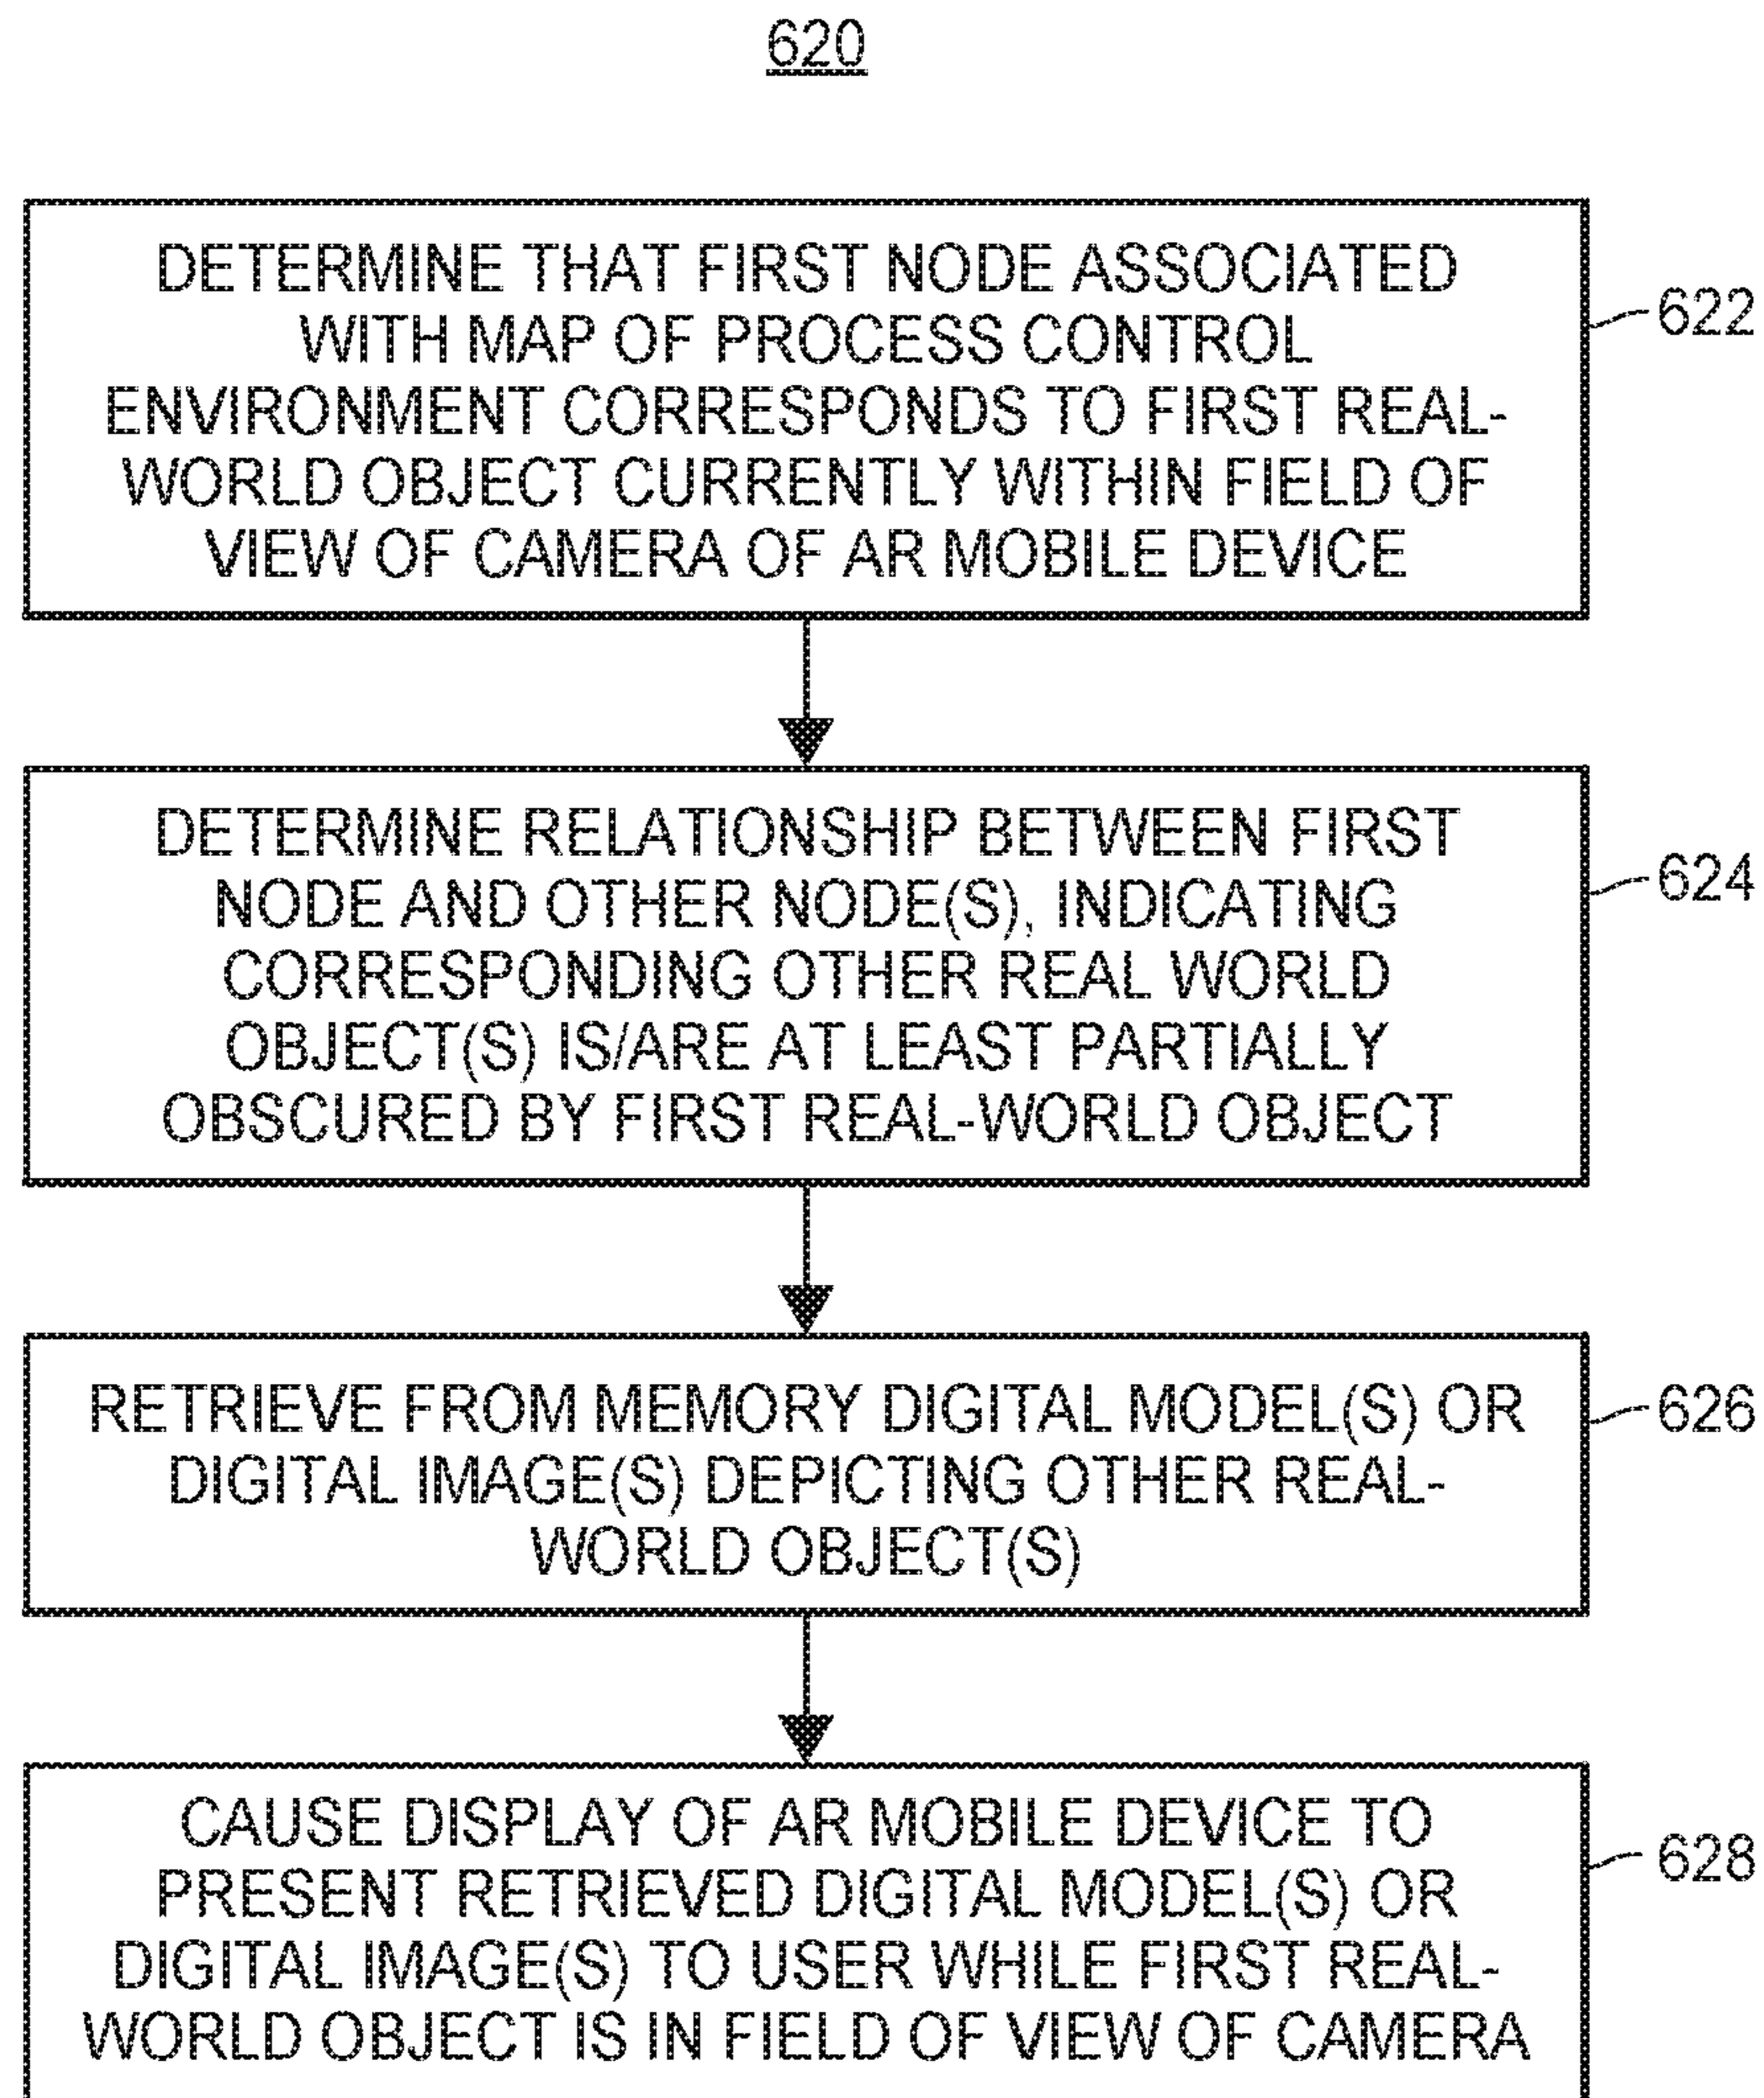 620
DETERMINE THAT FIRST NODE ASSOCIATED
WITH MAP OF PROCESS CONTROL
ENVIRONMENT CORRESPONDS TO FIRST REAL-
WORLD OBJECT CURRENTLY WITHIN FIELD OF
VIEW OF CAMERA OF AR MOBILE DEVICE
622
DETERMINE RELATIONSHIP BETWEEN FIRST
NODE AND OTHER NODE(S), INDICATING
CORRESPONDING OTHER REAL WORLD
OBJECT(S) IS/ARE AT LEAST PARTIALLY
OBSCURED BY FIRST REAL-WORLD OBJECT
624
RETRIEVE FROM MEMORY DIGITAL MODEL(S) OR
DIGITAL IMAGE(S) DEPICTING OTHER REAL-
WORLD OBJECT(S)
626
CAUSE DISPLAY OF AR MOBILE DEVICE TO
PRESENT RETRIEVED DIGITAL MODEL(S) OR
DIGITAL IMAGE(S) TO USER WHILE FIRST REAL-
WORLD OBJECT IS IN FIELD OF VIEW OF CAMERA
628